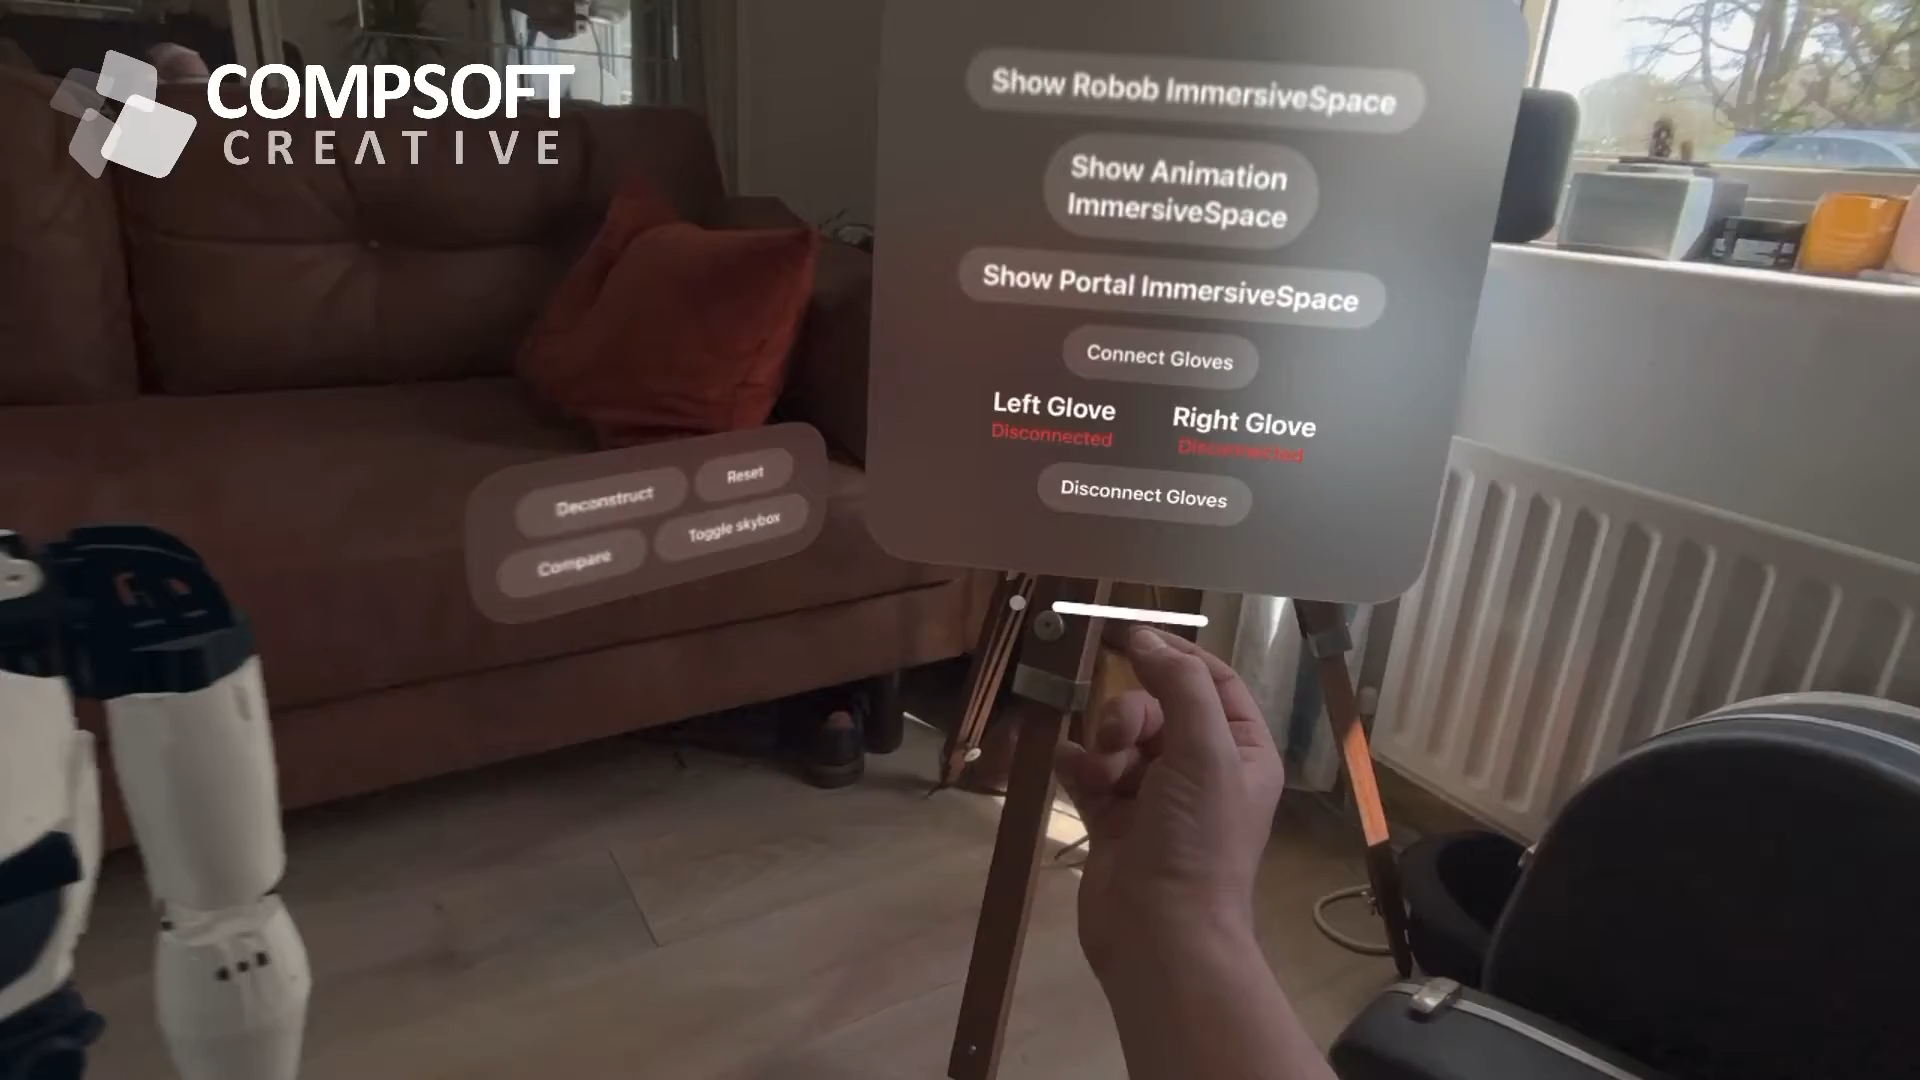 COMPSOFT
CREATIVE
Show Robob ImmersiveSpace
Show Animation
ImmersiveSpace
Show Portal ImmersiveSpace
Connect Gloves
Left Glove
Disconnected
Right Glove
Disconnected
Disconnect Gloves
Deconstruct
Reset
Compare
Toggle skybox